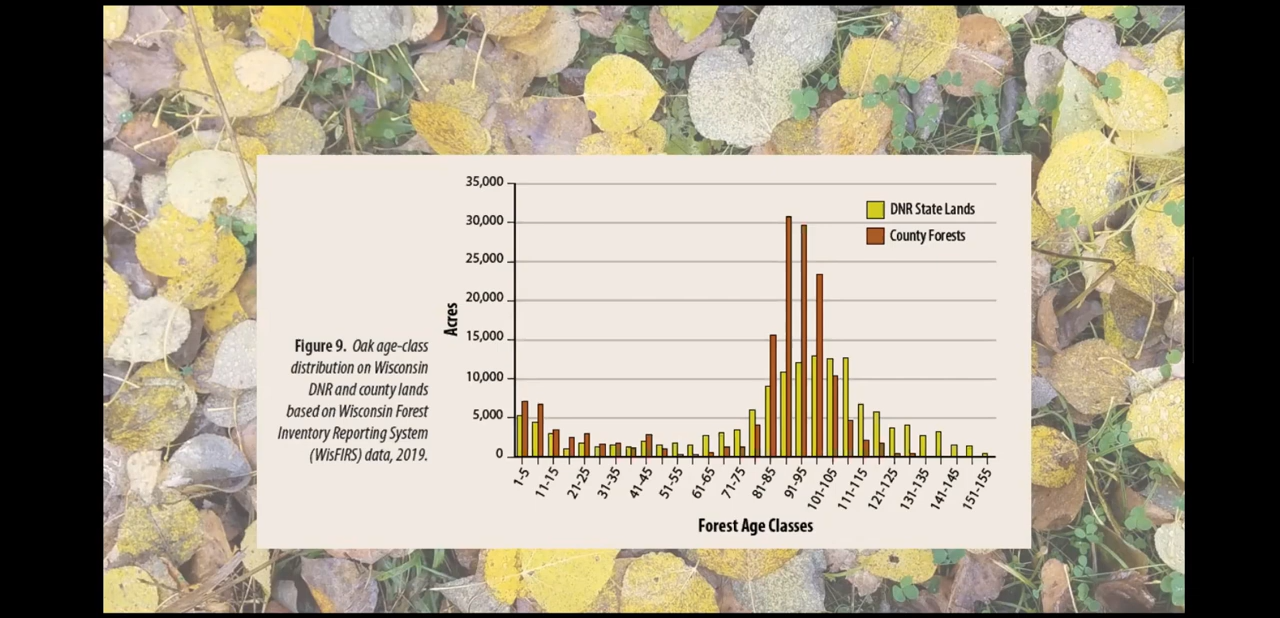 35,000
30,000
25,000
20,000
15,000
10,000
5,000
0
Acres
DNR State Lands
County Forests
Figure 9. Oak age-class
distribution on Wisconsin
DNR and county lands
based on Wisconsin Forest
Inventory Reporting System
(WisFIRS) data, 2019.
1-5
11-15
21-25
31-35
41-45
51-55
61-65
71-75
81-85
91-95
101-105
111-115
121-125
131-135
141-145
151-155
Forest Age Classes